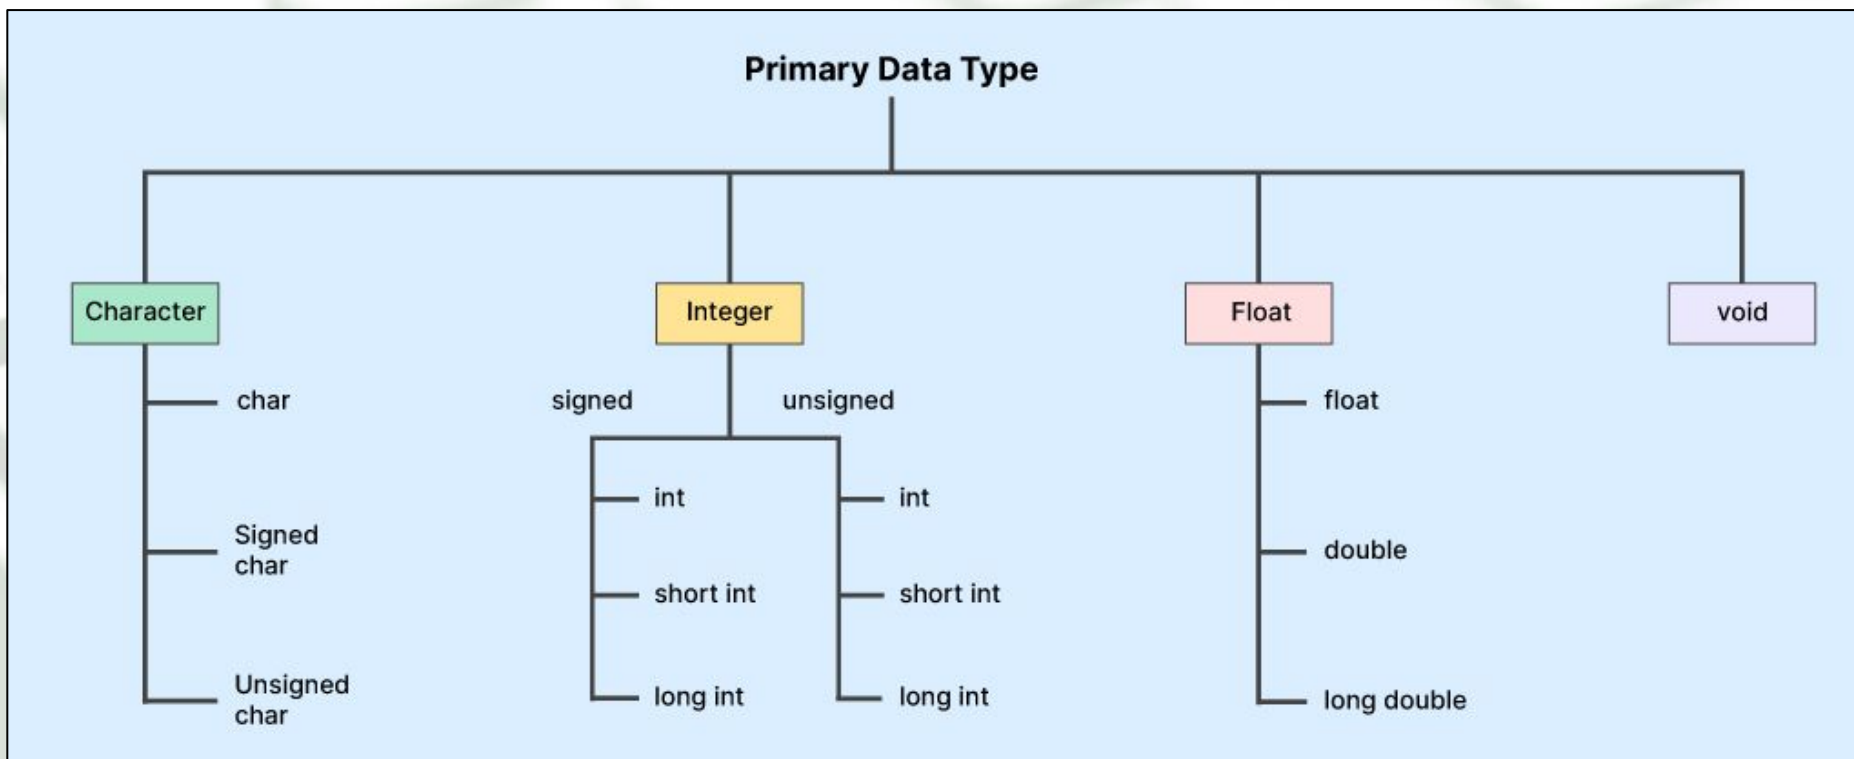 Primary Data Type
Character
Integer
Float
void
char
Signed
char
Unsigned
char
signed
unsigned
int
short int
long int
int
short int
long int
float
double
long double